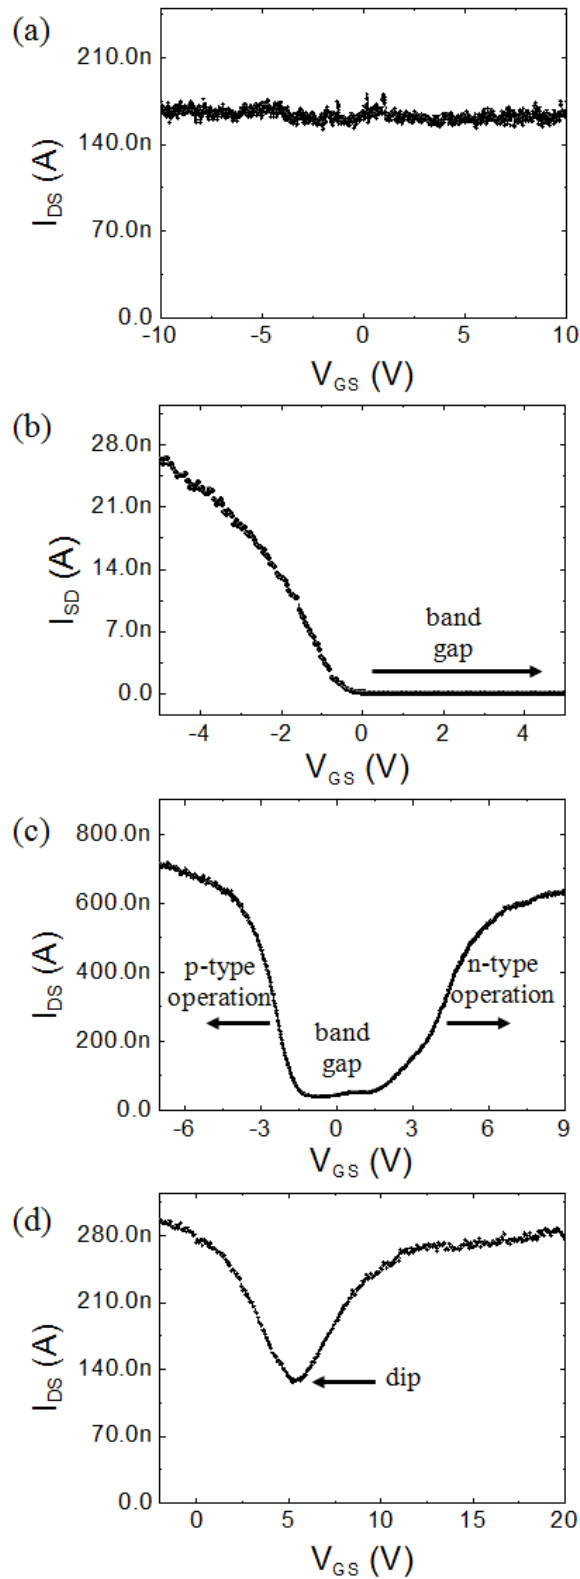 (a)
210.0n
140.0n
70.0n
0.0
I_DS (A)
-10 -5 0 5 10
V_GS (V)
(b)
28.0n
21.0n
14.0n
7.0n
0.0
I_SD (A)
band
gap
-4 -2 0 2 4
V_GS (V)
(c)
800.0n
600.0n
400.0n
200.0n
0.0
I_DS (A)
p-type
operation
band
gap
n-type
operation
-6 -3 0 3 6 9
V_GS (V)
(d)
280.0n
210.0n
140.0n
70.0n
0.0
I_DS (A)
dip
0 5 10 15 20
V_GS (V)